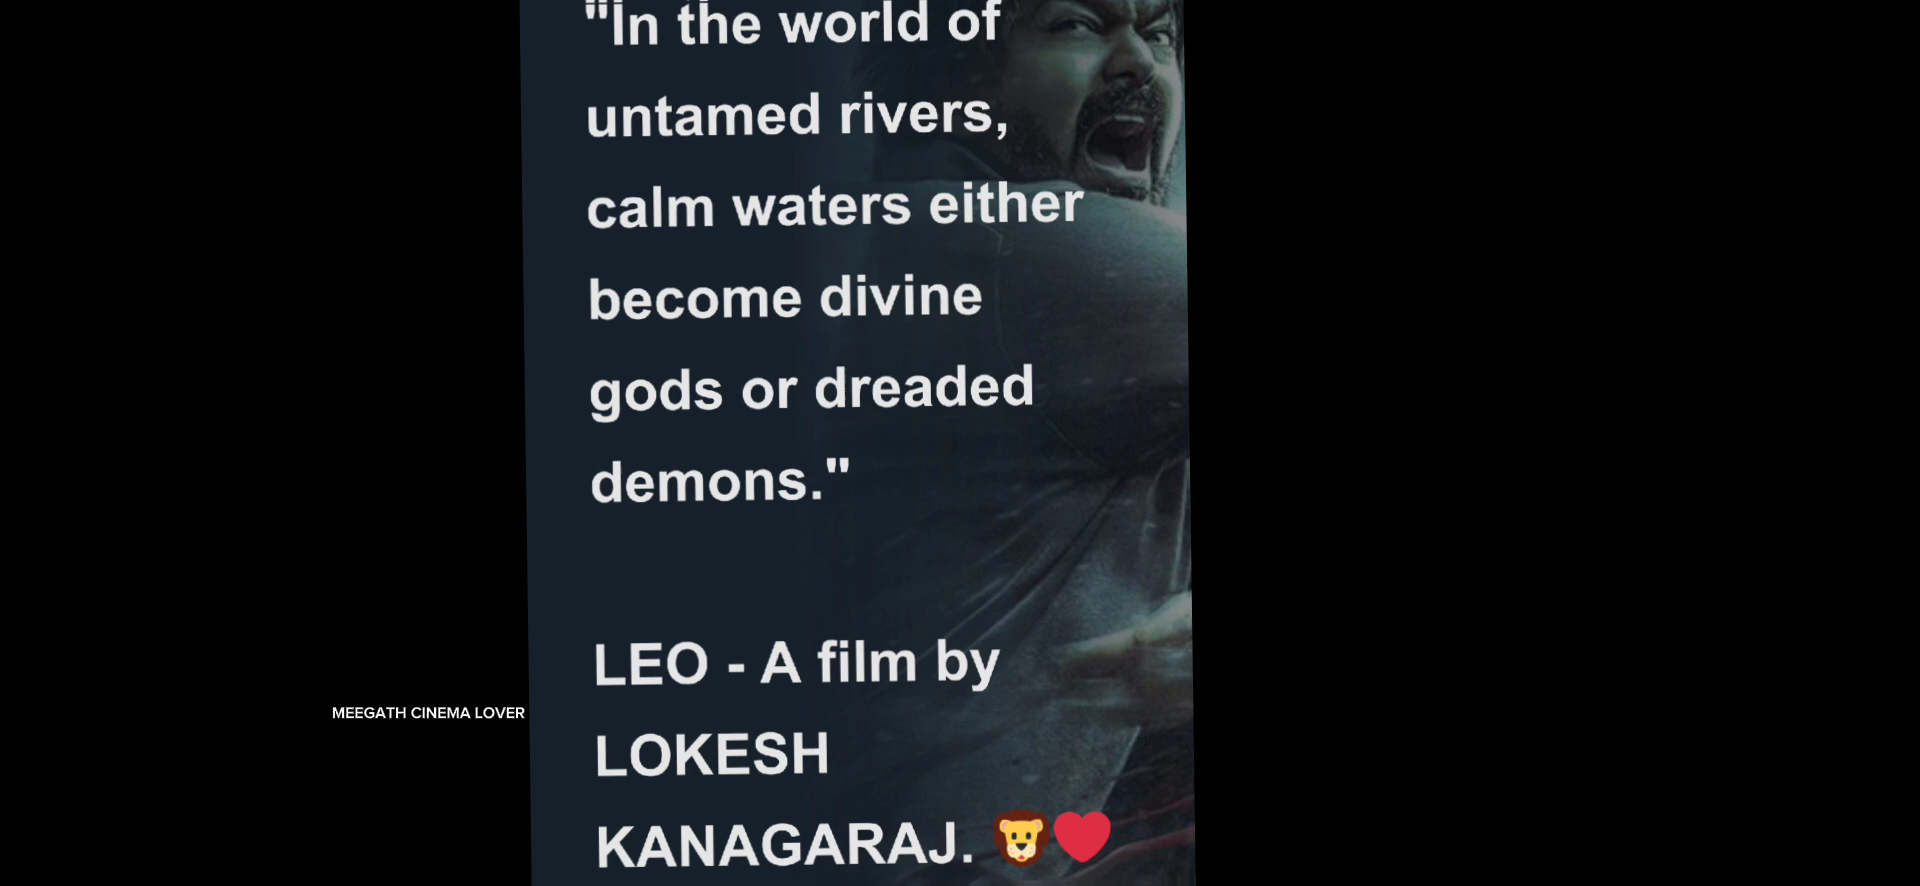 "In the world of
untamed rivers,
calm waters either
become divine
gods or dreaded
demons."
LEO - A film by
LOKESH
KANAGARAJ. 🦁❤️
MEEGATH CINEMA LOVER